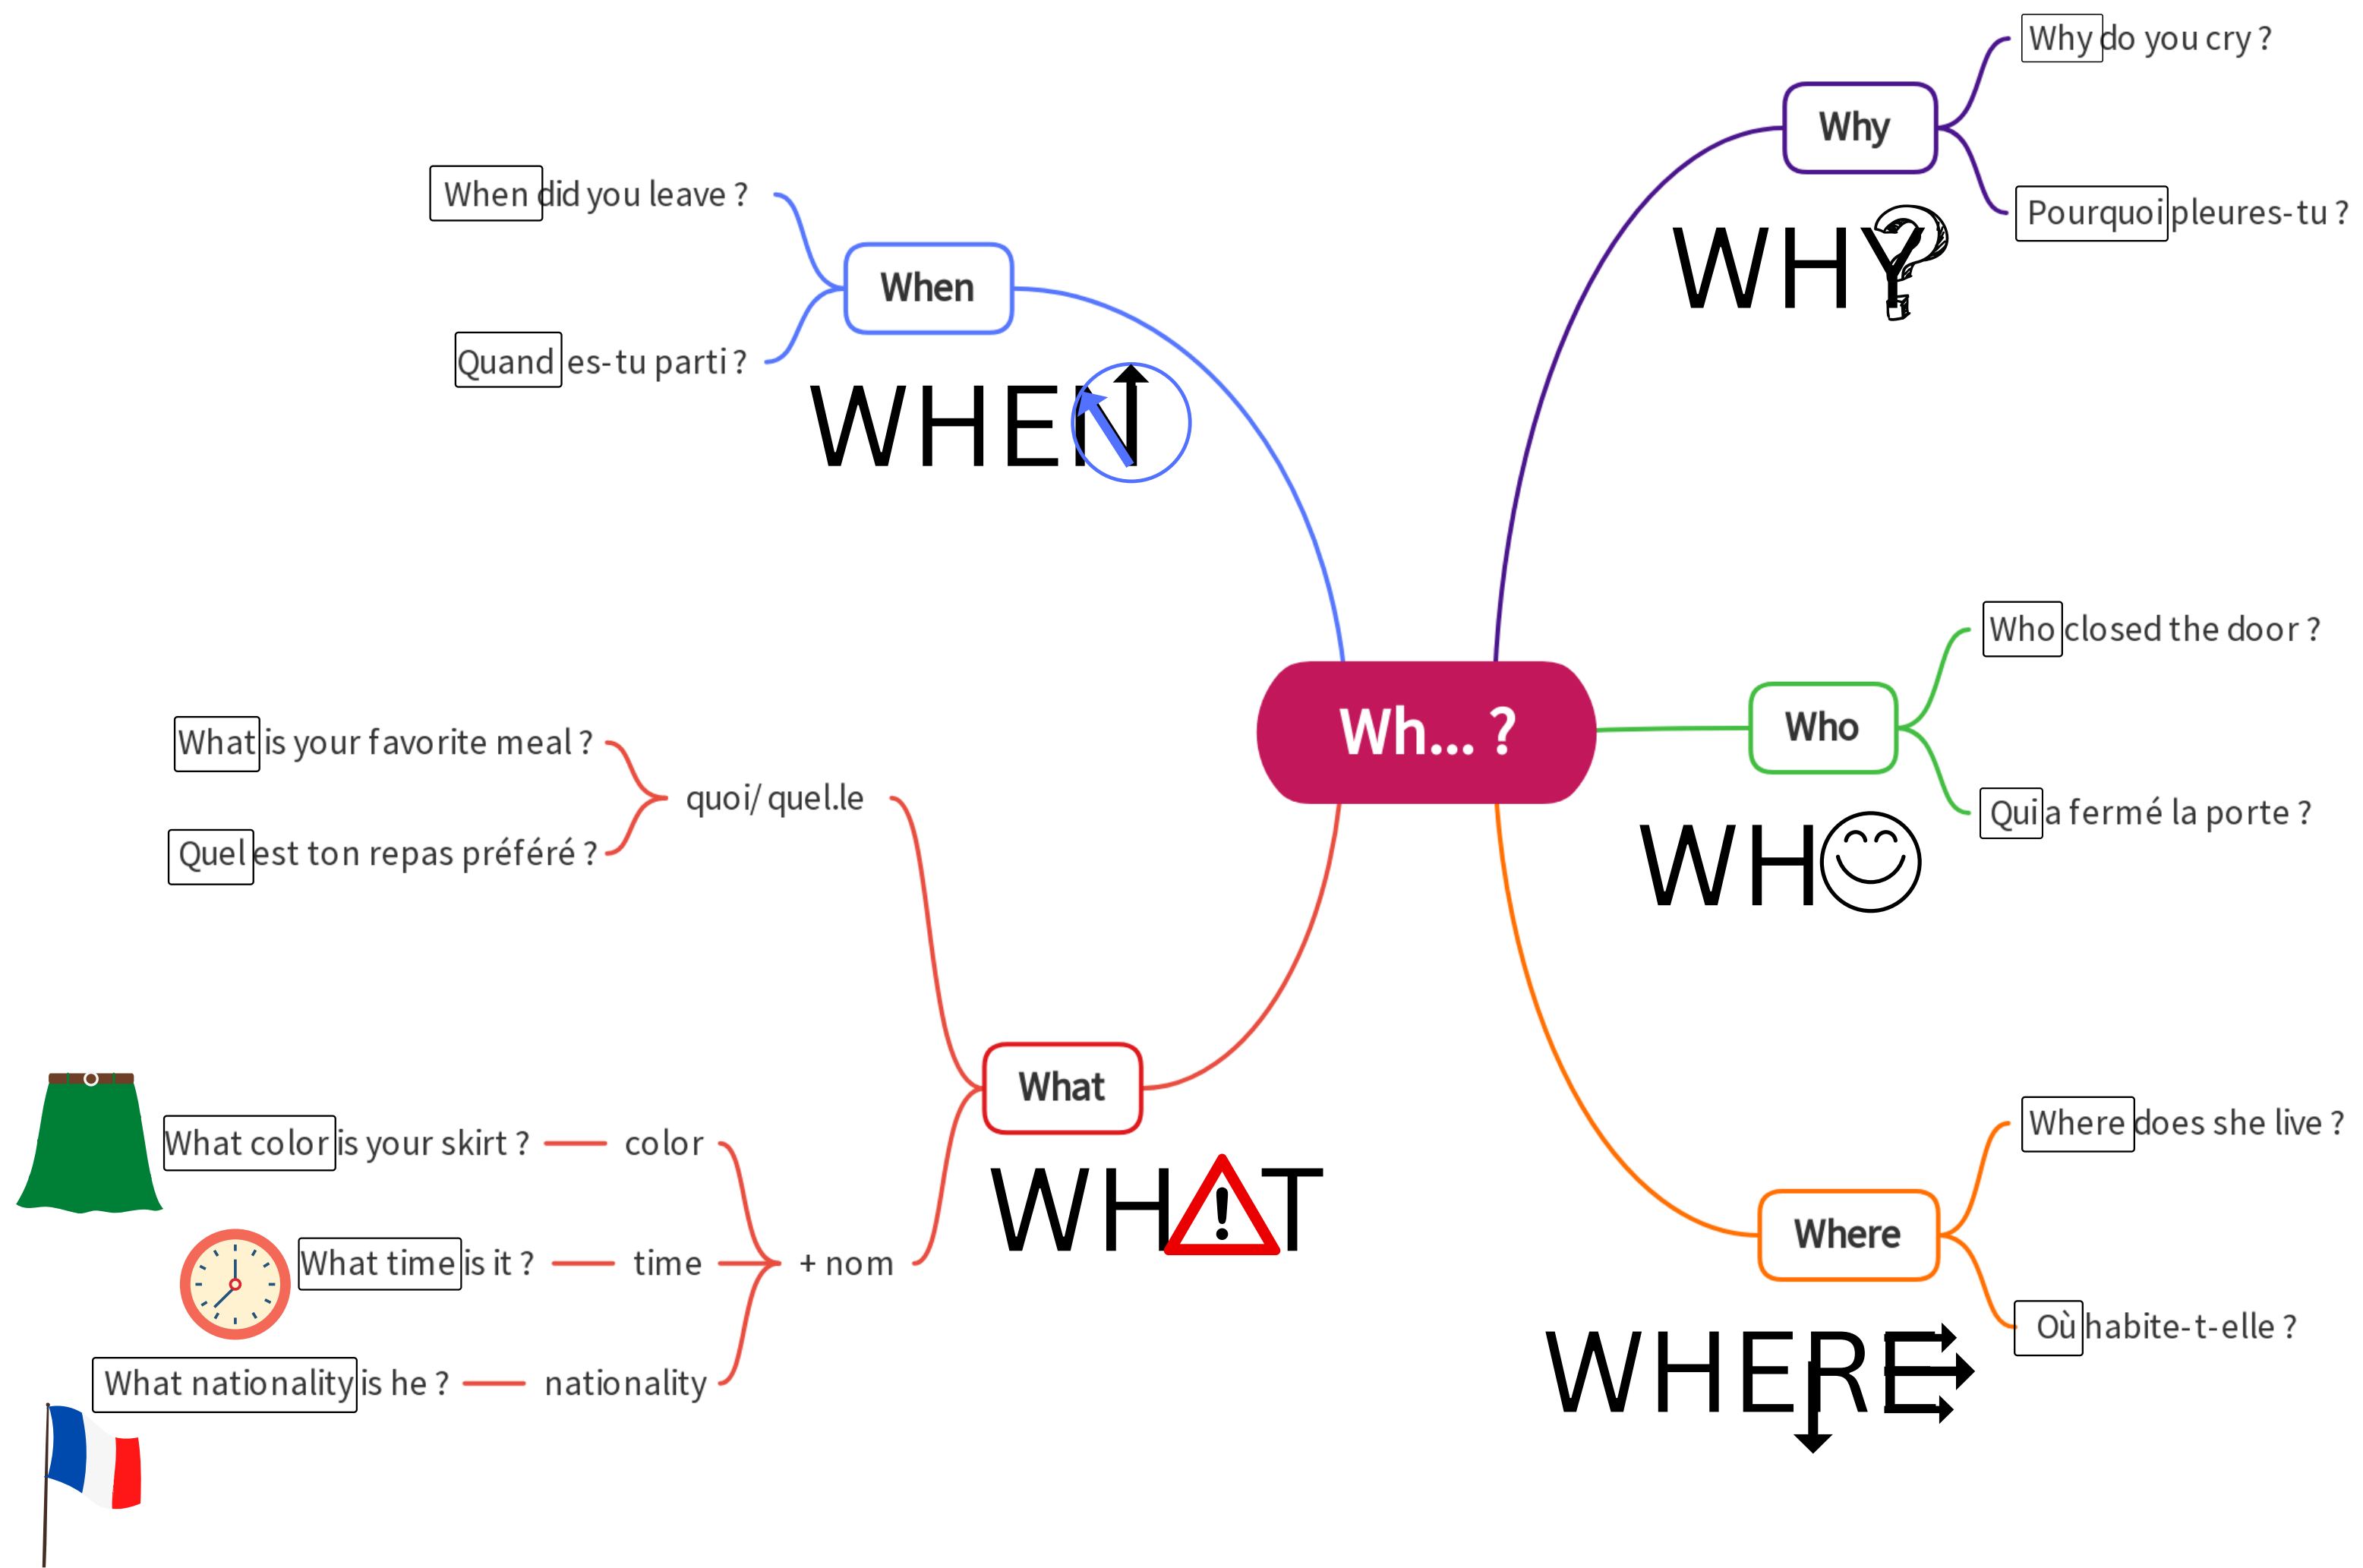 Wh... ?
Why
Why do you cry ?
Pourquoi pleures-tu ?
WHY
Who
Who closed the door ?
Qui a fermé la porte ?
WH
Where
Where does she live ?
Où habite-t-elle ?
WHERE
When
When did you leave ?
Quand es-tu parti ?
WHEN
What
quoi/ quel.le
What is your favorite meal ?
Quel est ton repas préféré ?
+ nom
color
What color is your skirt ?
time
What time is it ?
nationality
What nationality is he ?
WH!T